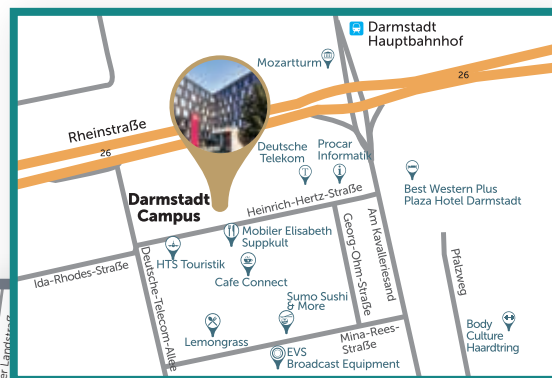 Darmstadt
Hauptbahnhof
Mozartturm
26
Rheinstraße
26
Deutsche
Telekom
Procar
Informatik
Best Western Plus
Plaza Hotel Darmstadt
Darmstadt
Campus
Heinrich-Hertz-Straße
Mobiler Elisabeth
Suppkult
HTS Touristik
Ida-Rhodes-Straße
Deutsche-Telecom-Allee
Georg-Ohm-Straße
Am Kavalleriesand
Pfalzweg
Cafe Connect
Sumo Sushi
& More
Lemongrass
Mina-Rees-
Straße
Body
Culture
Haardtring
EVS
Broadcast Equipment